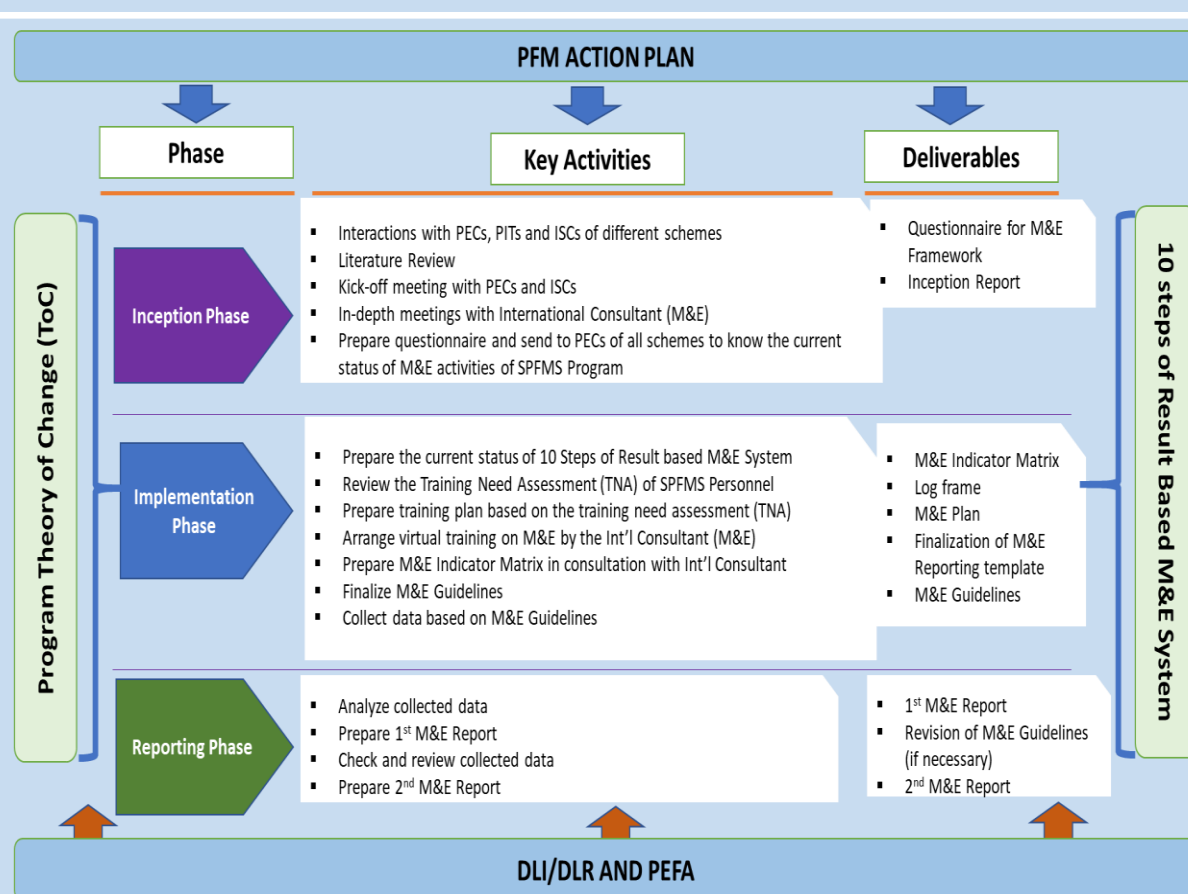 PFM ACTION PLAN
Phase
Key Activities
Deliverables
Program Theory of Change (ToC)
Inception Phase
▪ Interactions with PECs, PITs and ISCs of different schemes
▪ Literature Review
▪ Kick-off meeting with PECs and ISCs
▪ In-depth meetings with International Consultant (M&E)
▪ Prepare questionnaire and send to PECs of all schemes to know the current
status of M&E activities of SPFMS Program
▪ Questionnaire for M&E
Framework
▪ Inception Report
Implementation
Phase
▪ Prepare the current status of 10 Steps of Result based M&E System
▪ Review the Training Need Assessment (TNA) of SPFMS Personnel
▪ Prepare training plan based on the training need assessment (TNA)
▪ Arrange virtual training on M&E by the Int'l Consultant (M&E)
▪ Prepare M&E Indicator Matrix in consultation with Int'l Consultant
▪ Finalize M&E Guidelines
▪ Collect data based on M&E Guidelines
▪ M&E Indicator Matrix
▪ Log frame
▪ M&E Plan
▪ Finalization of M&E
Reporting template
▪ M&E Guidelines
Reporting Phase
▪ Analyze collected data
▪ Prepare 1st M&E Report
▪ Check and review collected data
▪ Prepare 2nd M&E Report
▪ 1st M&E Report
▪ Revision of M&E Guidelines
(if necessary)
▪ 2nd M&E Report
10 steps of Result Based M&E System
DLI/DLR AND PEFA